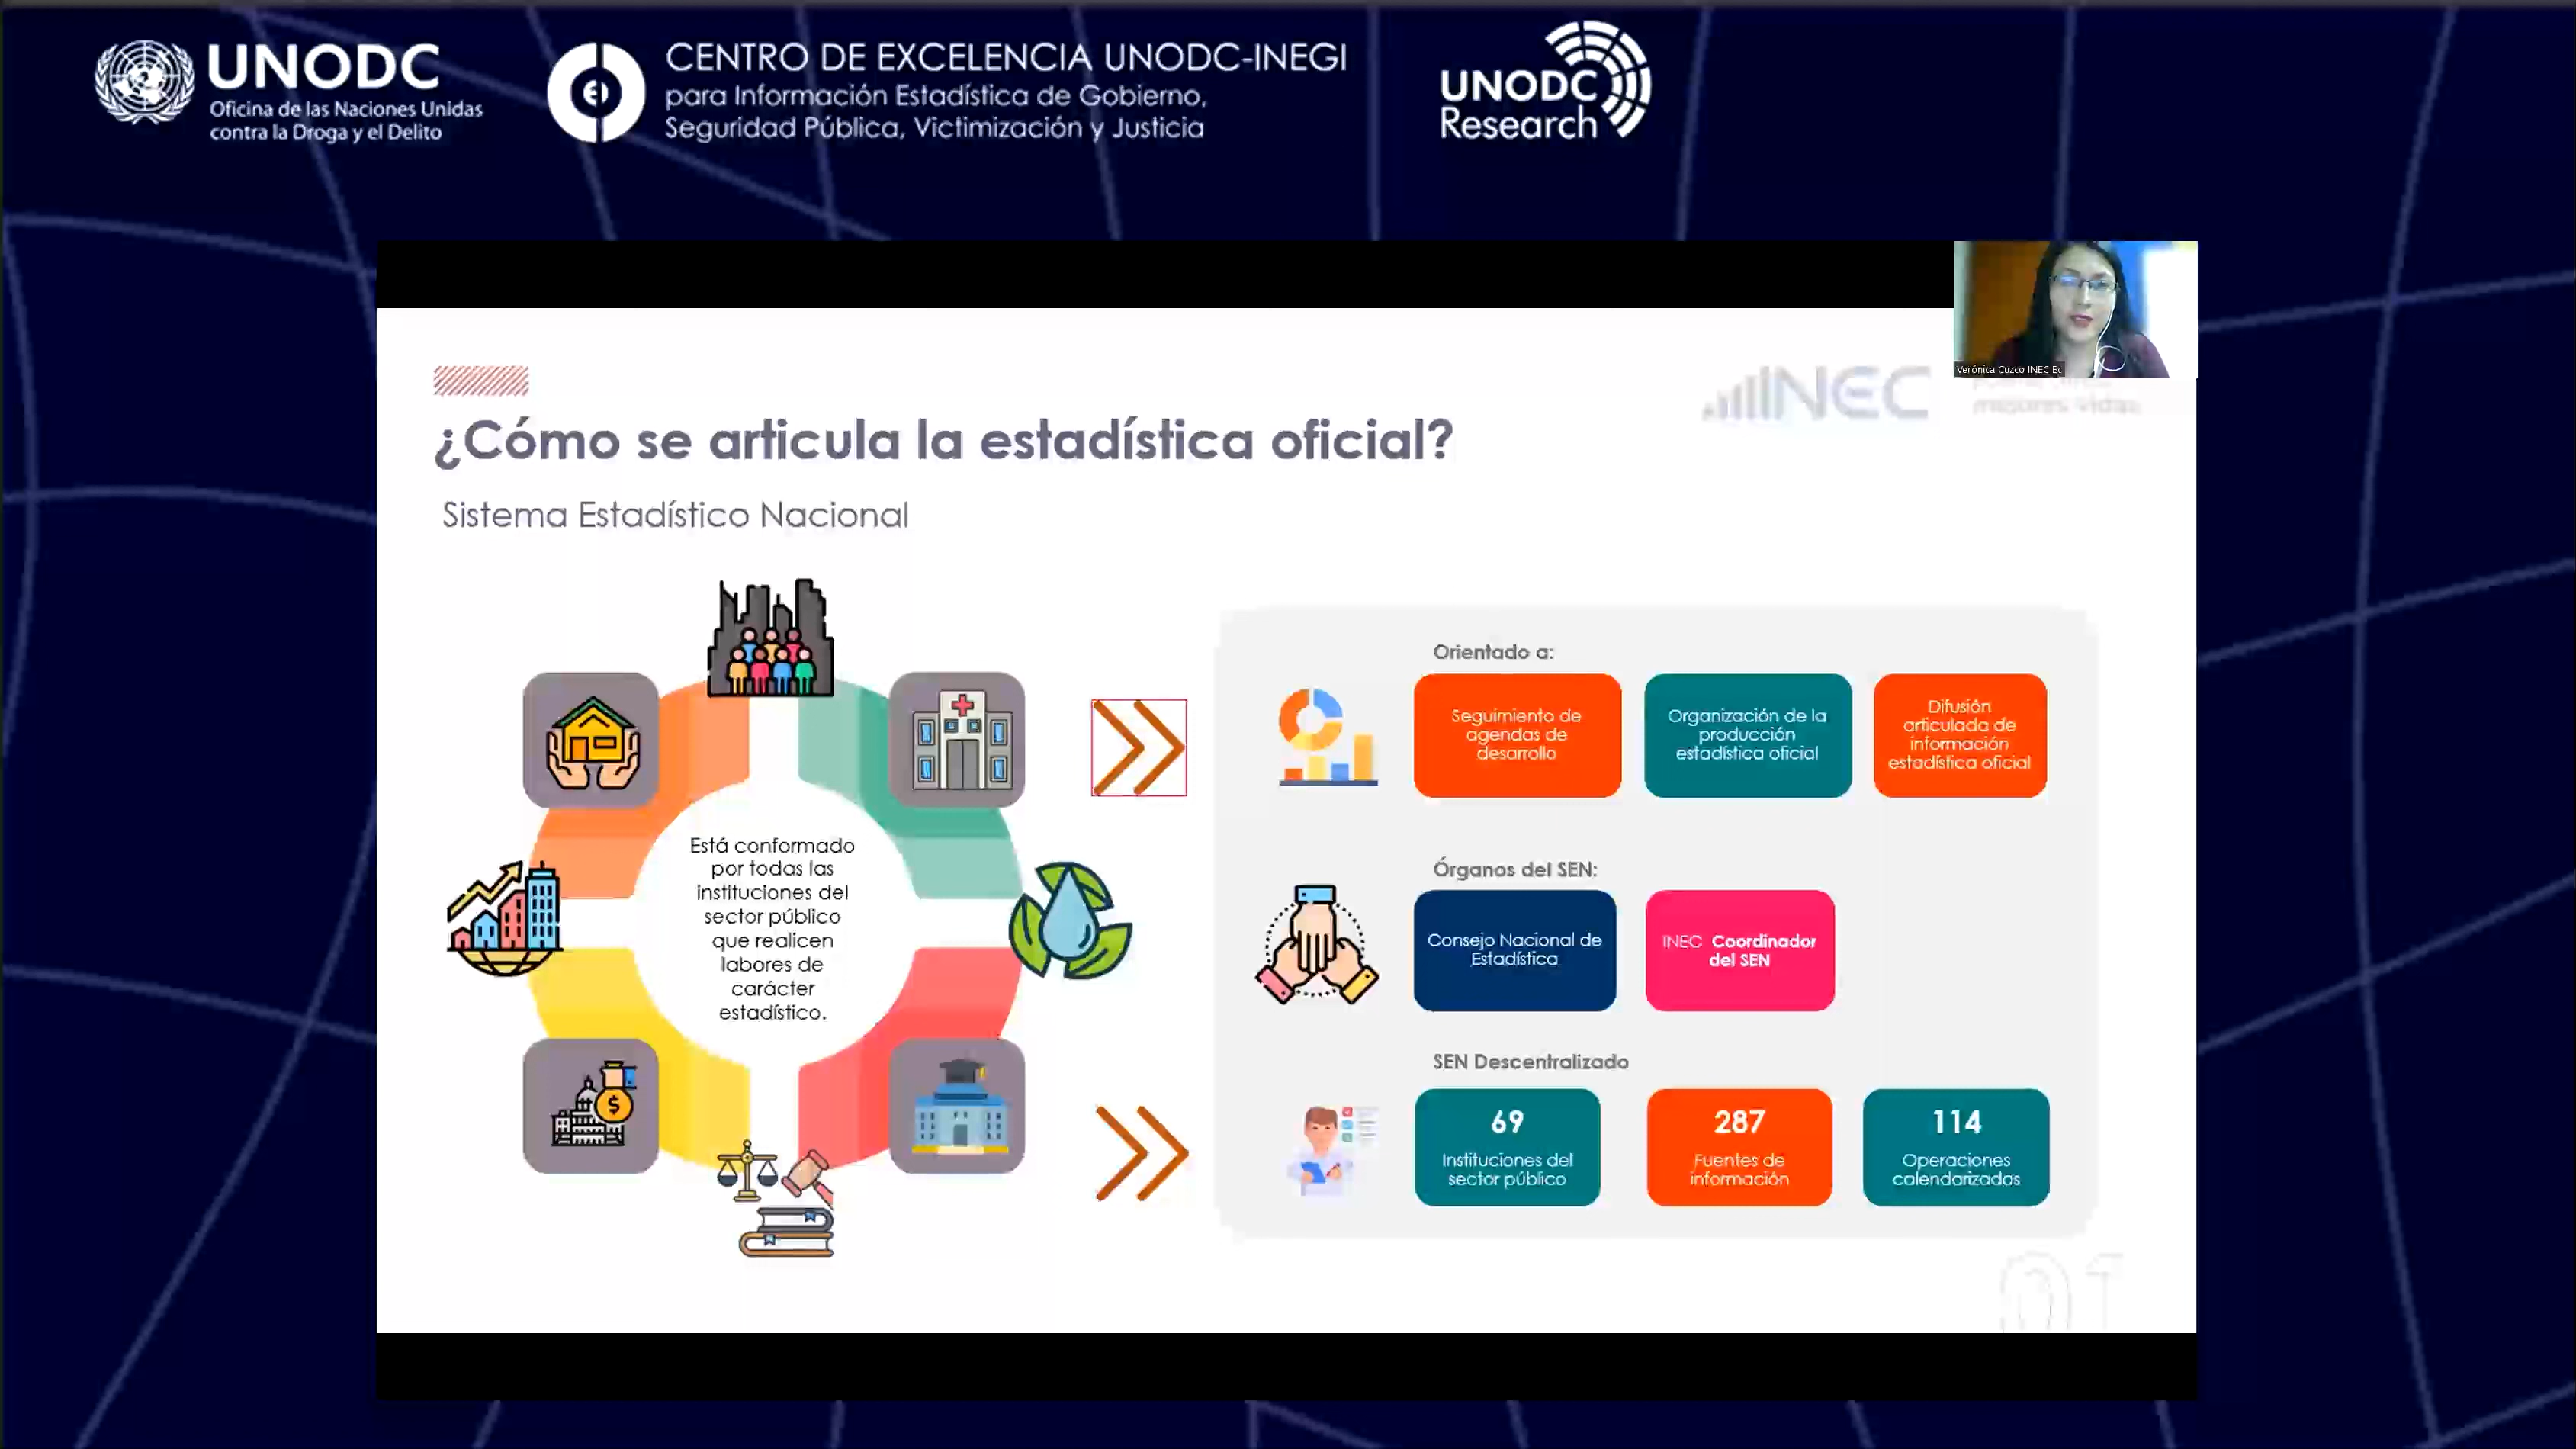 UNODC
Oficina de las Naciones Unidas
contra la Droga y el Delito
CENTRO DE EXCELENCIA UNODC-INEGI
para Información Estadística de Gobierno,
Seguridad Pública, Victimización y Justicia
UNODC
Research
Verónica Cuzco INEC Ec
INEC
mejores vidas
¿Cómo se articula la estadística oficial?
Sistema Estadístico Nacional
Está conformado
por todas las
instituciones del
sector público
que realicen
labores de
carácter
estadístico.
Orientado a:
Seguimiento de
agendas de
desarrollo
Organización de la
producción
estadística oficial
Difusión
articulada de
información
estadística oficial
Órganos del SEN:
Consejo Nacional de
Estadística
INEC Coordinador
del SEN
SEN Descentralizado
69
Instituciones del
sector público
287
Fuentes de
información
114
Operaciones
calendarizadas
01